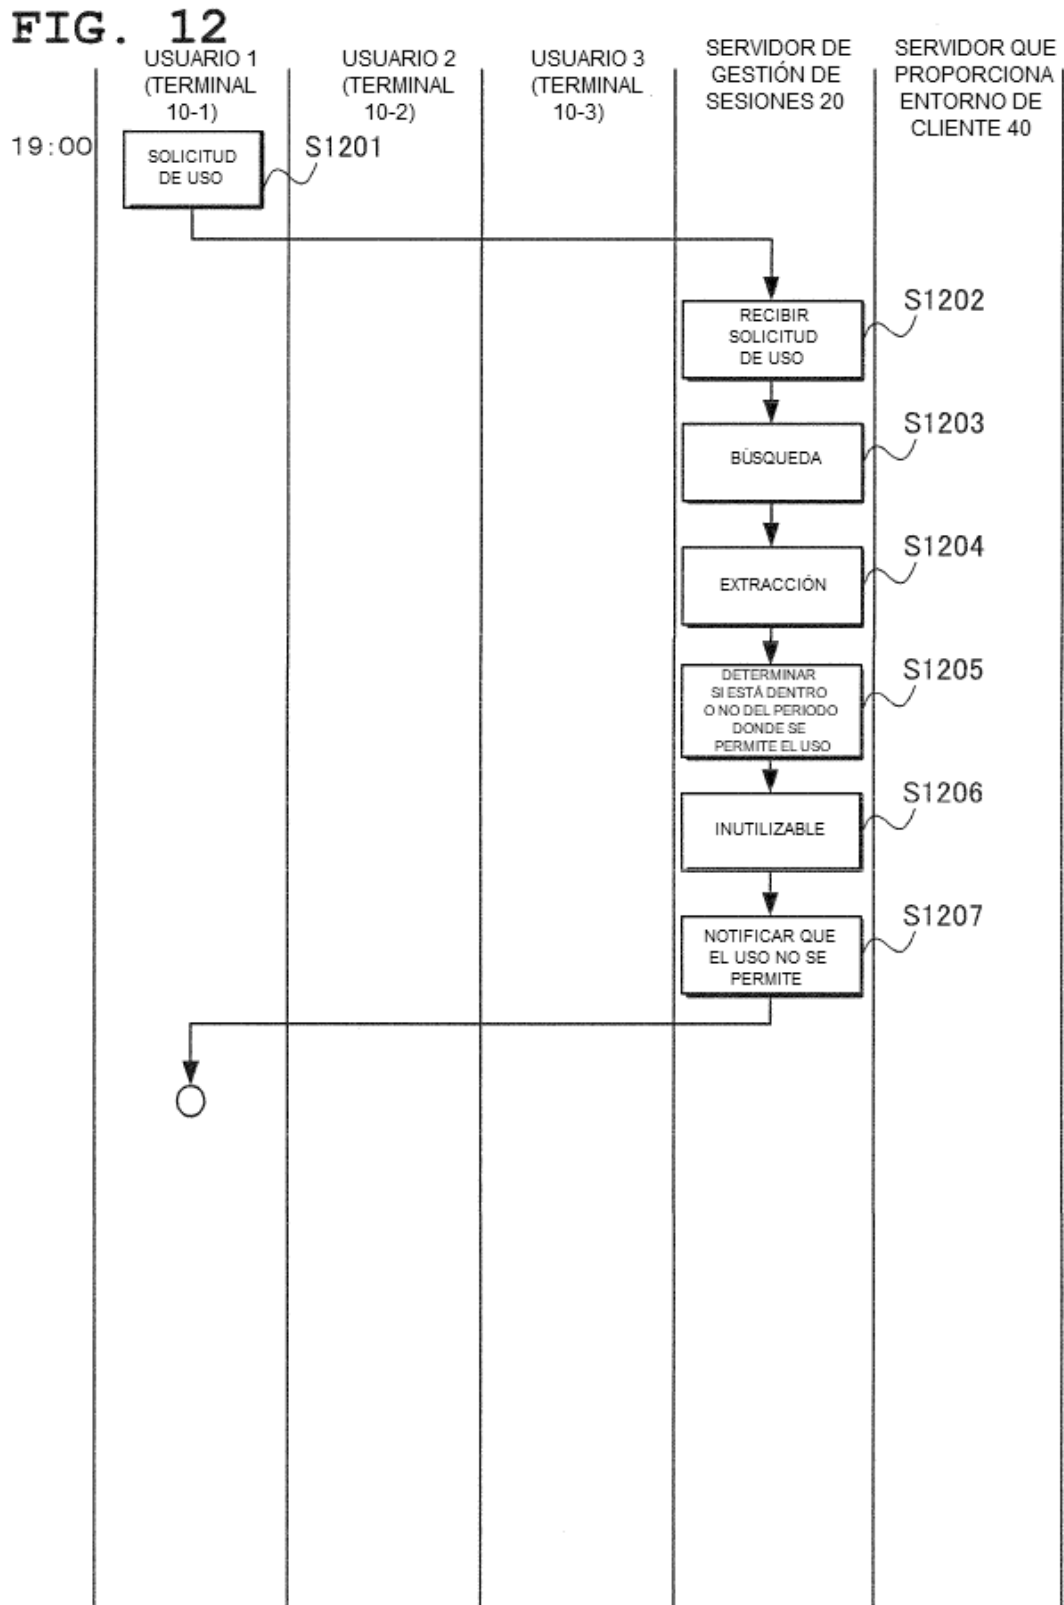 FIG. 12
USUARIO 1
(TERMINAL
10-1)
USUARIO 2
(TERMINAL
10-2)
USUARIO 3
(TERMINAL
10-3)
SERVIDOR DE
GESTIÓN DE
SESIONES 20
SERVIDOR QUE
PROPORCIONA
ENTORNO DE
CLIENTE 40
19:00
SOLICITUD
DE USO
S1201
RECIBIR
SOLICITUD
DE USO
S1202
BÚSQUEDA
S1203
EXTRACCIÓN
S1204
DETERMINAR
SI ESTÁ DENTRO
O NO DEL PERIODO
DONDE SE
PERMITE EL USO
S1205
INUTILIZABLE
S1206
NOTIFICAR QUE
EL USO NO SE
PERMITE
S1207